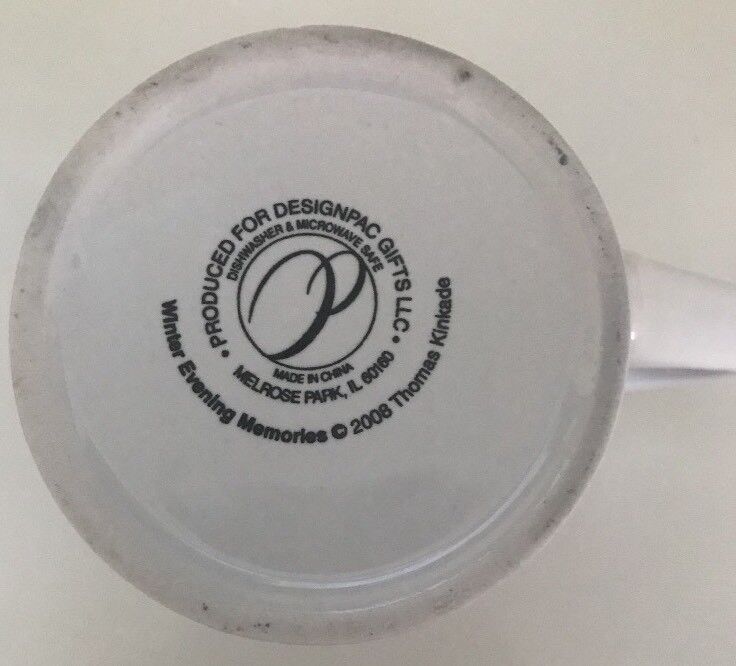 • PRODUCED FOR DESIGNPAC GIFTS LLC •
DISHWASHER & MICROWAVE SAFE
MADE IN CHINA
MELROSE PARK, IL 60160
Winter Evening Memories © 2008 Thomas Kinkade